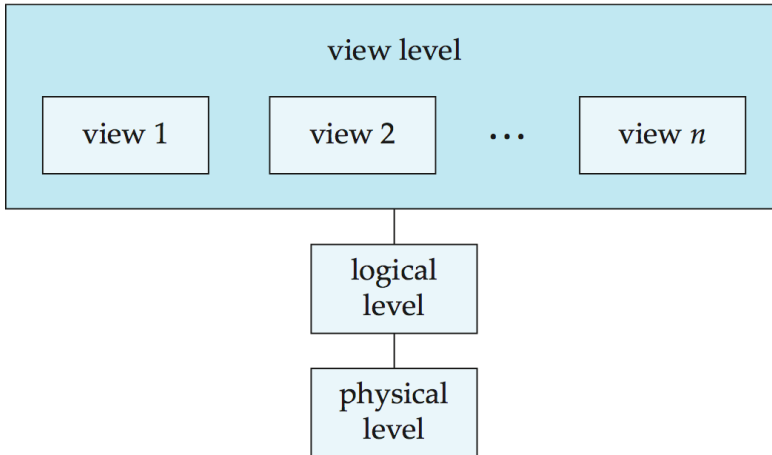 view level
view 1
view 2
...
view n
logical
level
physical
level